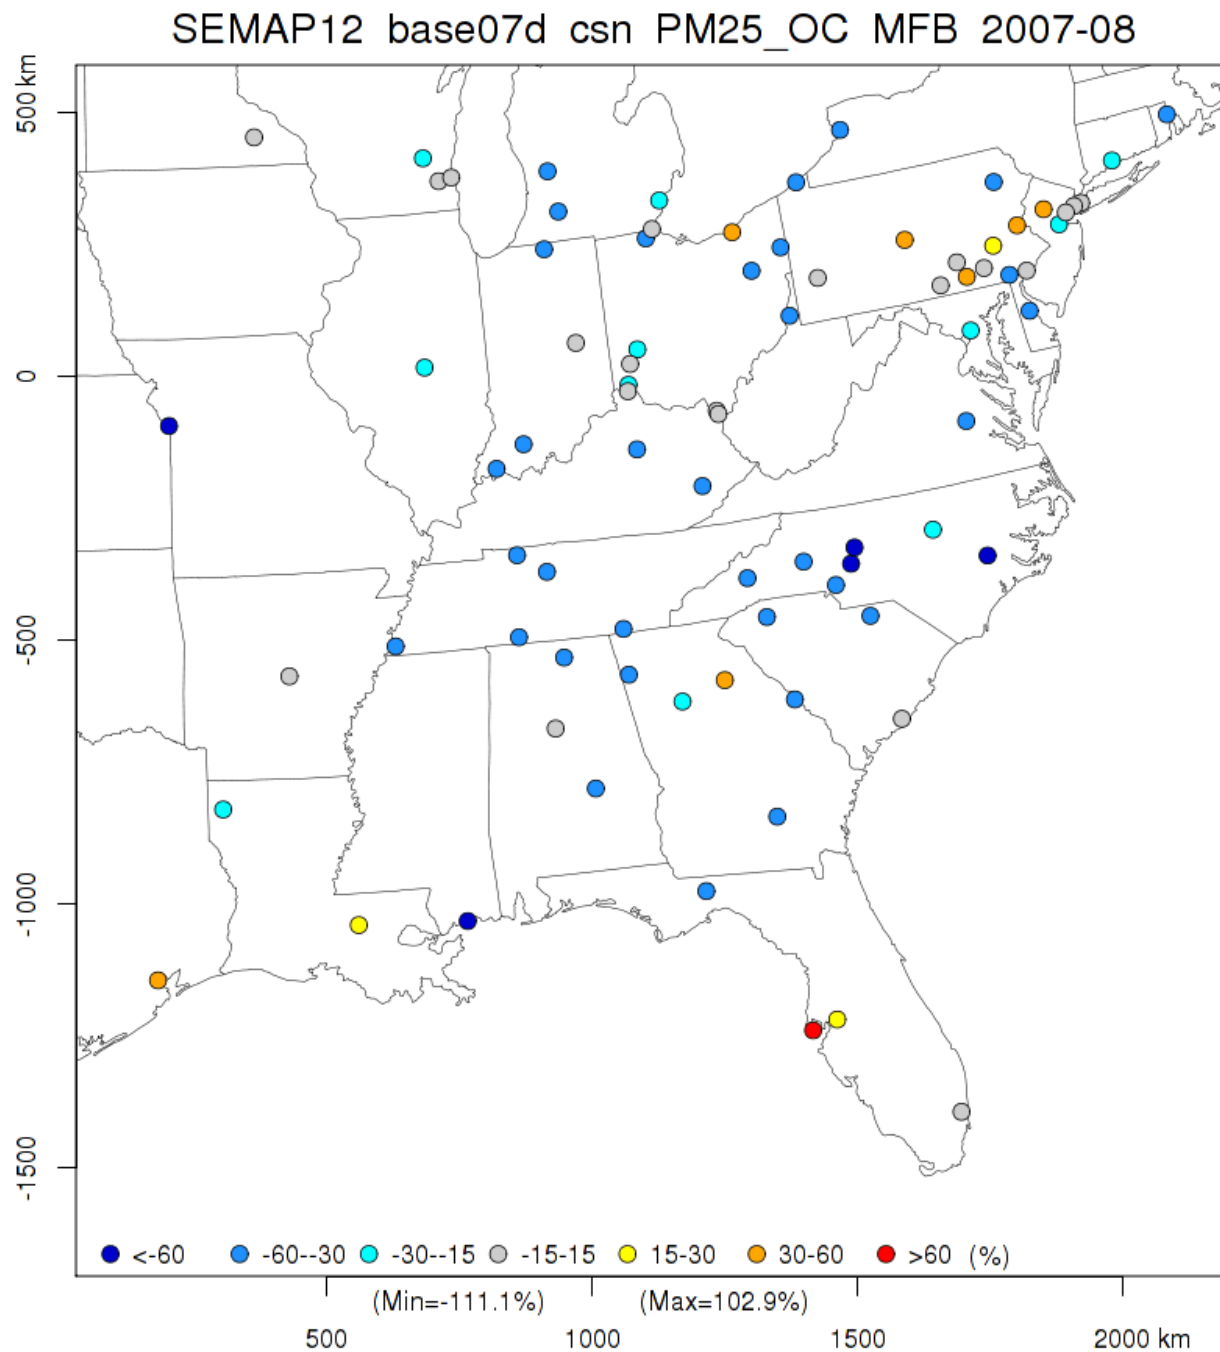 SEMAP12 base07d csn PM25_OC MFB 2007-08
500 km
0
-500
-1000
-1500
<-60 -60--30 -30--15 -15-15 15-30 30-60 >60 (%)
(Min=-111.1%) (Max=102.9%)
500 1000 1500 2000 km